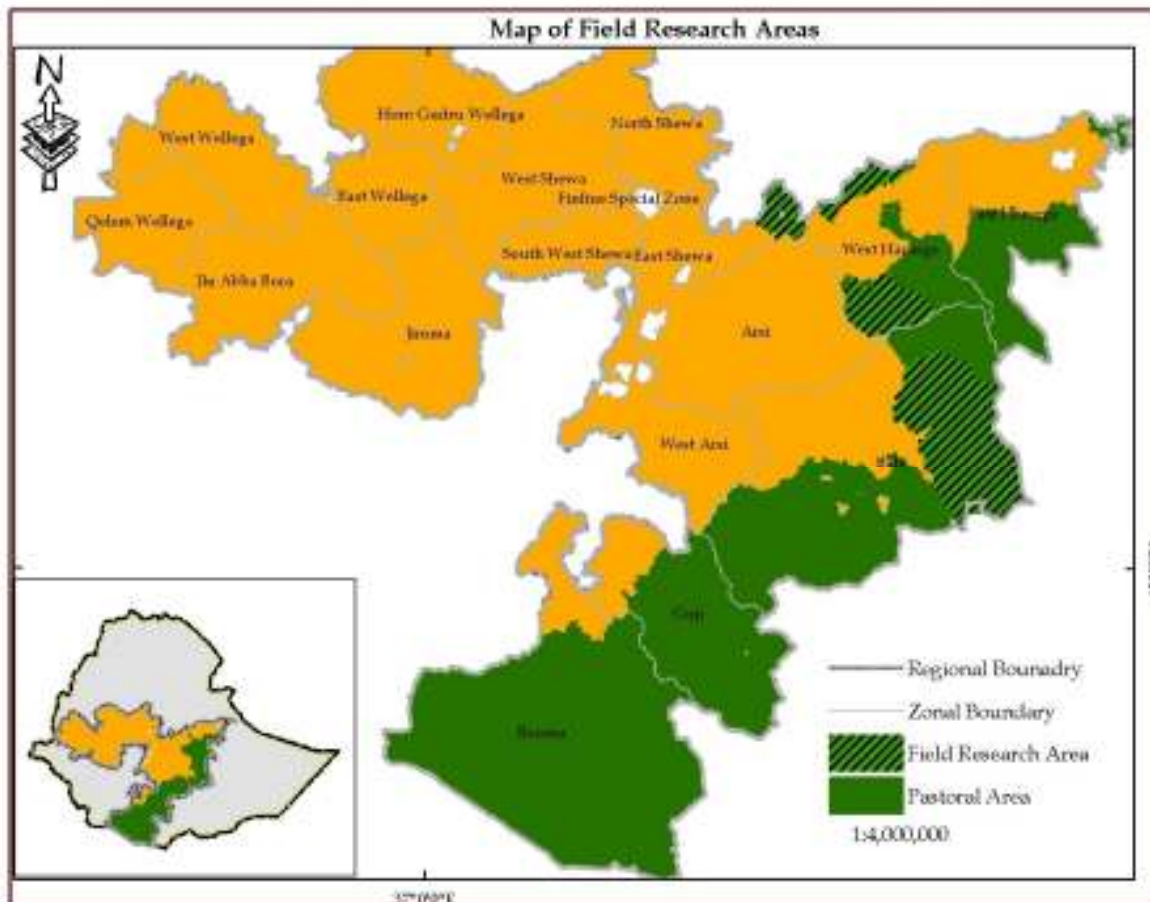 Map of Field Research Areas
N
Horo Gudru Wellega
North Shewa
West Wellega
West Shewa
East Wellega
Finfine Special Zone
Qelem Wellega
West Hararge
South West Shewa
East Shewa
Ilu Abba Bora
Jimma
Arsi
West Arsi
Guji
Borena
Regional Bounadry
Zonal Boundary
Field Research Area
Pastoral Area
1:4,000,000